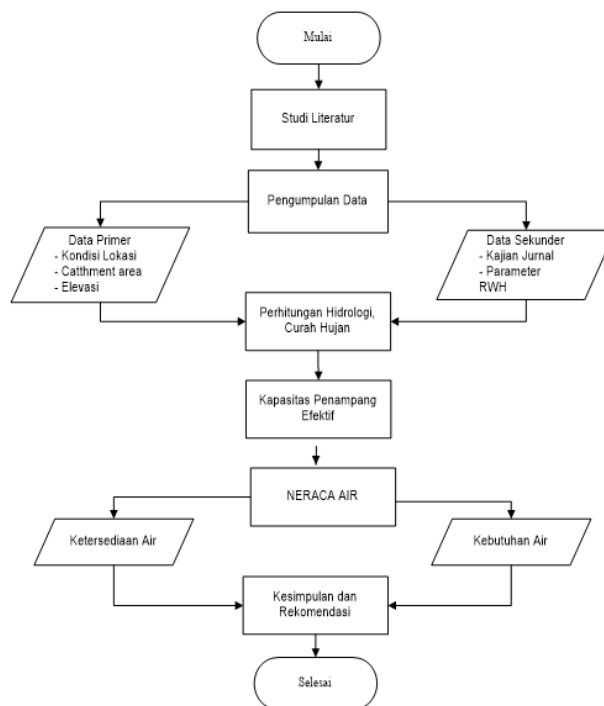 Mulai
Studi Literatur
Pengumpulan Data
Data Primer
- Kondisi Lokasi
- Catthment area
- Elevasi
Data Sekunder
- Kajian Jurnal
- Parameter
RWH
Perhitungan Hidrologi,
Curah Hujan
Kapasitas Penampang
Efektif
NERACA AIR
Ketersediaan Air
Kebutuhan Air
Kesimpulan dan
Rekomendasi
Selesai